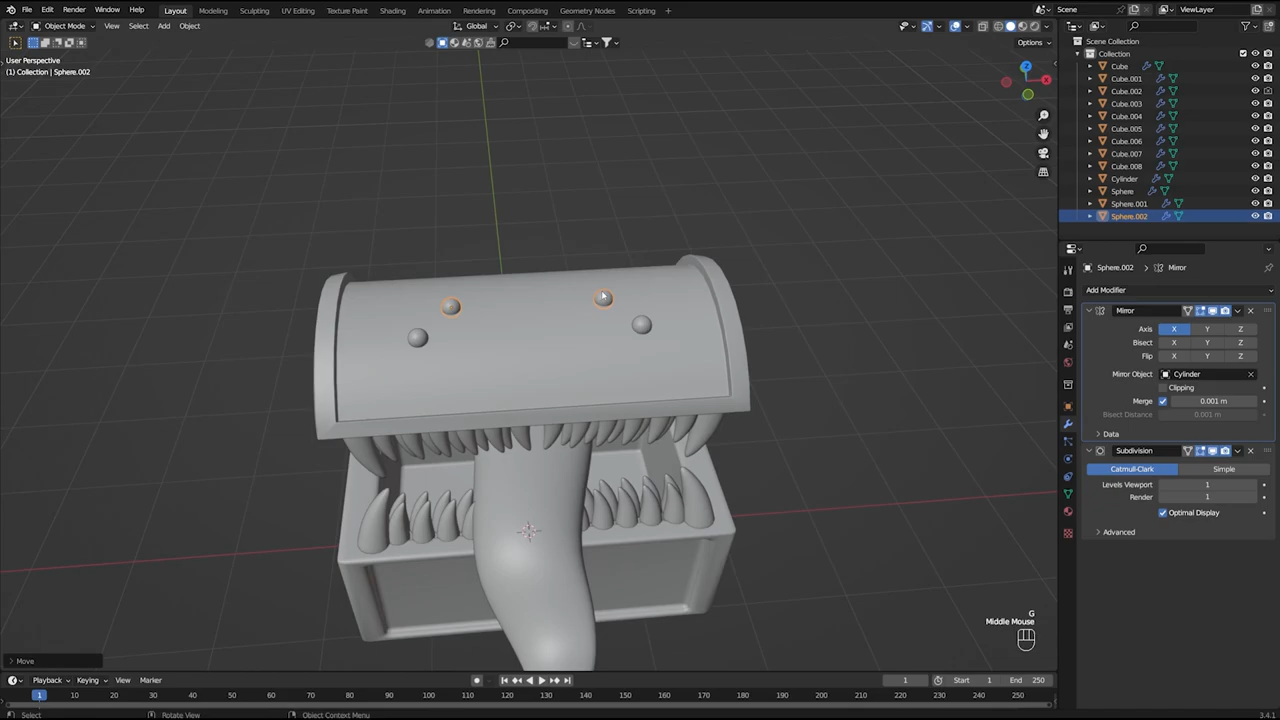 File Edit Render Window Help Layout Modeling Sculpting UV Editing Texture Paint Shading Animation Rendering Compositing Geometry Nodes Scripting Scene ViewLayer
Object Mode View Select Add Object Global
Options
User Perspective
(1) Collection | Sphere.002
Z
X
Y
Scene Collection
Collection
Cube
Cube.001
Cube.002
Cube.003
Cube.004
Cube.005
Cube.006
Cube.007
Cube.008
Cylinder
Sphere
Sphere.001
Sphere.002
Sphere.002 Mirror
Add Modifier
Mirror
Axis X Y Z
Bisect X Y Z
Flip X Y Z
Mirror Object Cylinder
Clipping
Merge 0.001 m
Bisect Distance 0.001 m
Data
Subdivision
Catmull-Clark Simple
Levels Viewport 1
Render 1
Optimal Display
Advanced
G
Middle Mouse
Move
Playback Keying View Marker 1 Start 1 End 250
1 10 20 30 40 50 60 70 80 90 100 110 120 130 140 150 160 170 180 190 200 210 220 230 240 250
Select Rotate View Object Context Menu 3.4.1